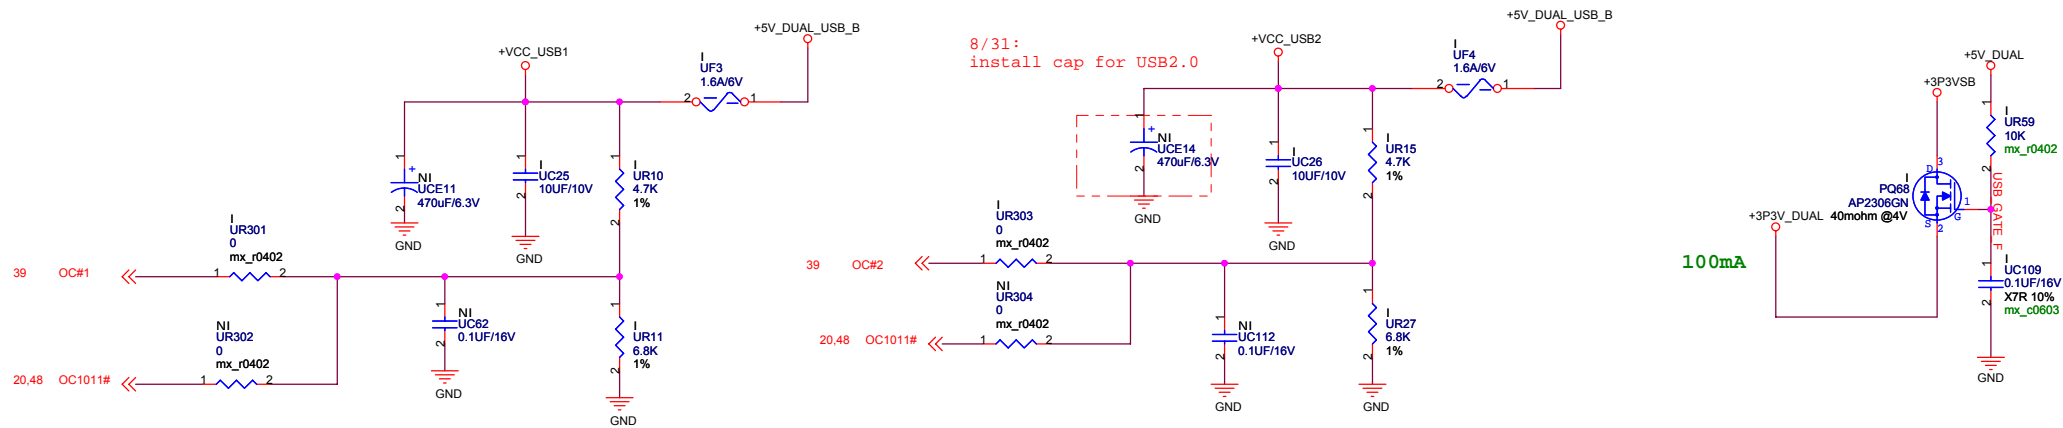 +5V_DUAL_USB_B
+VCC_USB1
I
UF3
1.6A/6V
2
1
1
+
NI
UCE11
470uF/6.3V
2
GND
1
I
UC25
10UF/10V
2
GND
1
I
UR10
4.7K
1%
2
I
UR301
0
mx_r0402
39
OC#1
1
2
NI
UR302
0
mx_r0402
20,48
OC1011#
1
2
1
NI
UC62
0.1UF/16V
2
GND
1
I
UR11
6.8K
1%
2
GND
8/31:
install cap for USB2.0
+5V_DUAL_USB_B
+VCC_USB2
I
UF4
1.6A/6V
2
1
1
+
NI
UCE14
470uF/6.3V
2
GND
1
I
UC26
10UF/10V
2
GND
1
I
UR15
4.7K
1%
2
I
UR303
0
mx_r0402
39
OC#2
1
2
NI
UR304
0
mx_r0402
20,48
OC1011#
1
2
1
NI
UC112
0.1UF/16V
2
GND
1
I
UR27
6.8K
1%
2
GND
+5V_DUAL
+3P3VSB
1
I
UR59
10K
mx_r0402
2
D
3
I
PQ68
AP2306GN
40mohm @4V
G
1
S
2
USB_GATE_F
+3P3V_DUAL
100mA
1
I
UC109
0.1UF/16V
X7R 10%
mx_c0603
2
GND